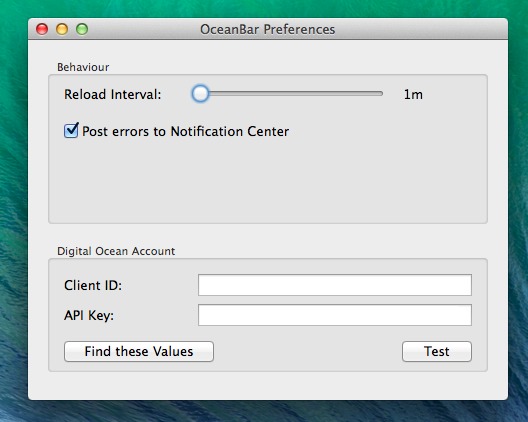 OceanBar Preferences
Behaviour
Reload Interval: 1m
Post errors to Notification Center
Digital Ocean Account
Client ID:
API Key:
Find these Values Test